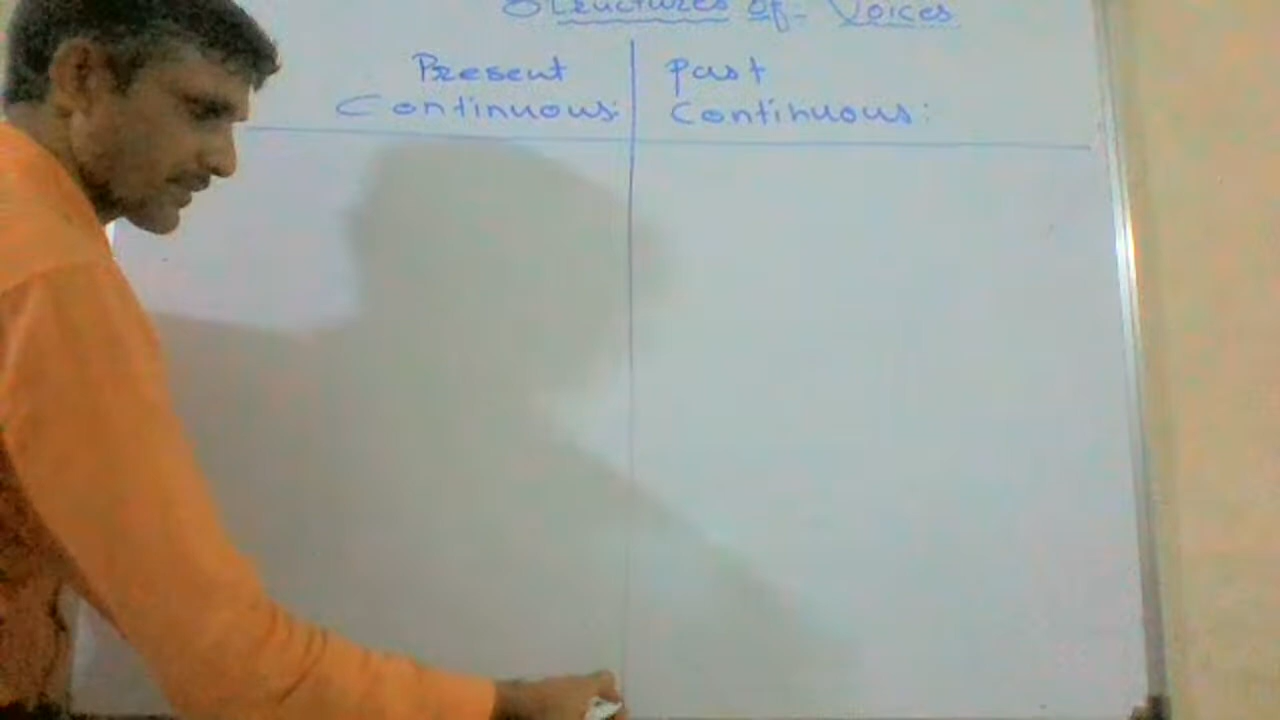 Structures of- Voices
Present
Continuous:
Past
Continuous: